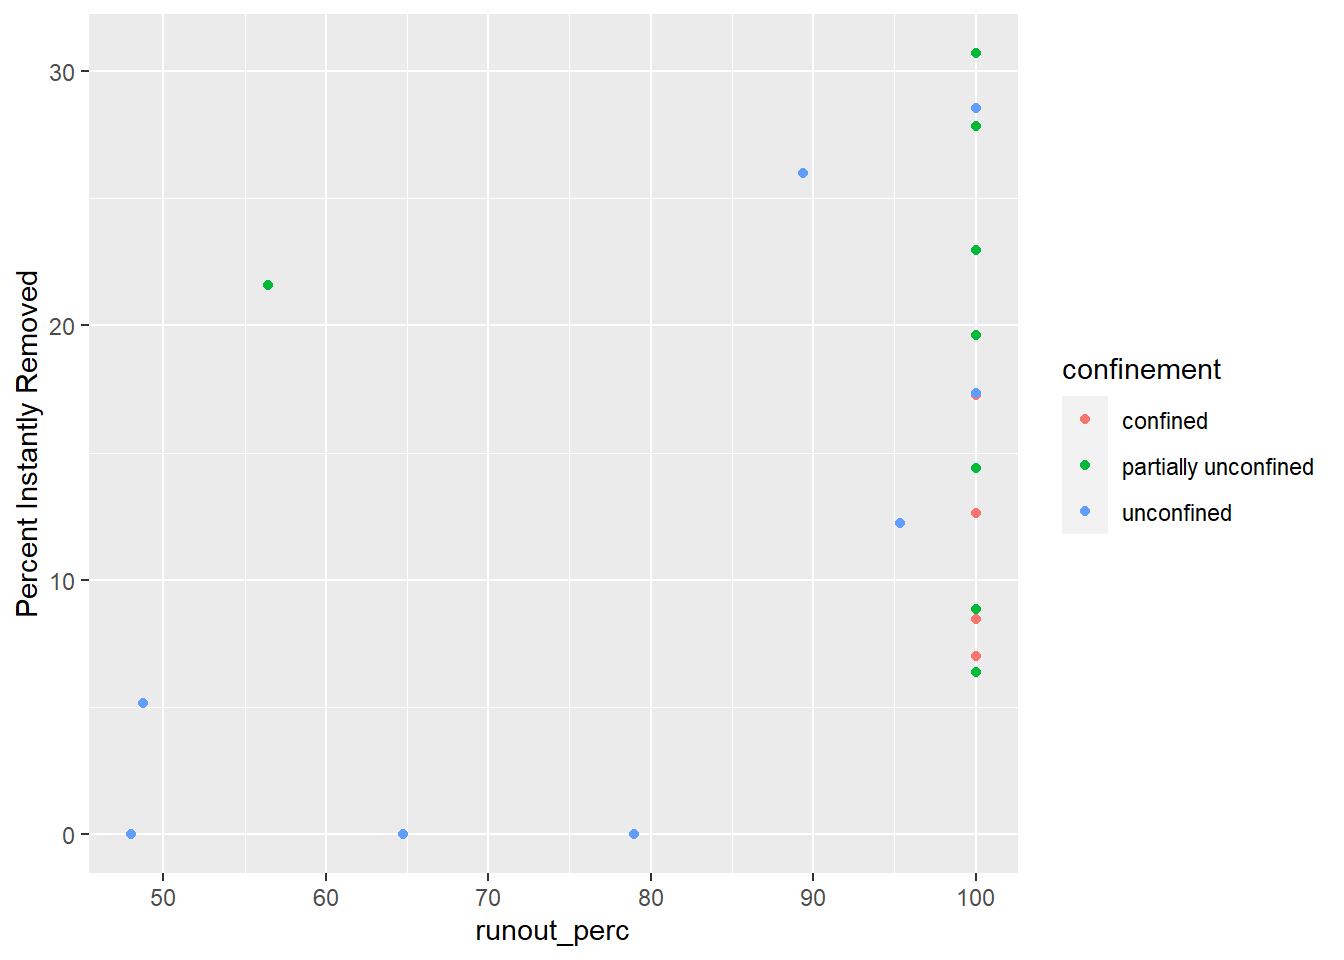 Percent Instantly Removed
30
20
10
0
50 60 70 80 90 100
runout_perc
confinement
confined
partially unconfined
unconfined